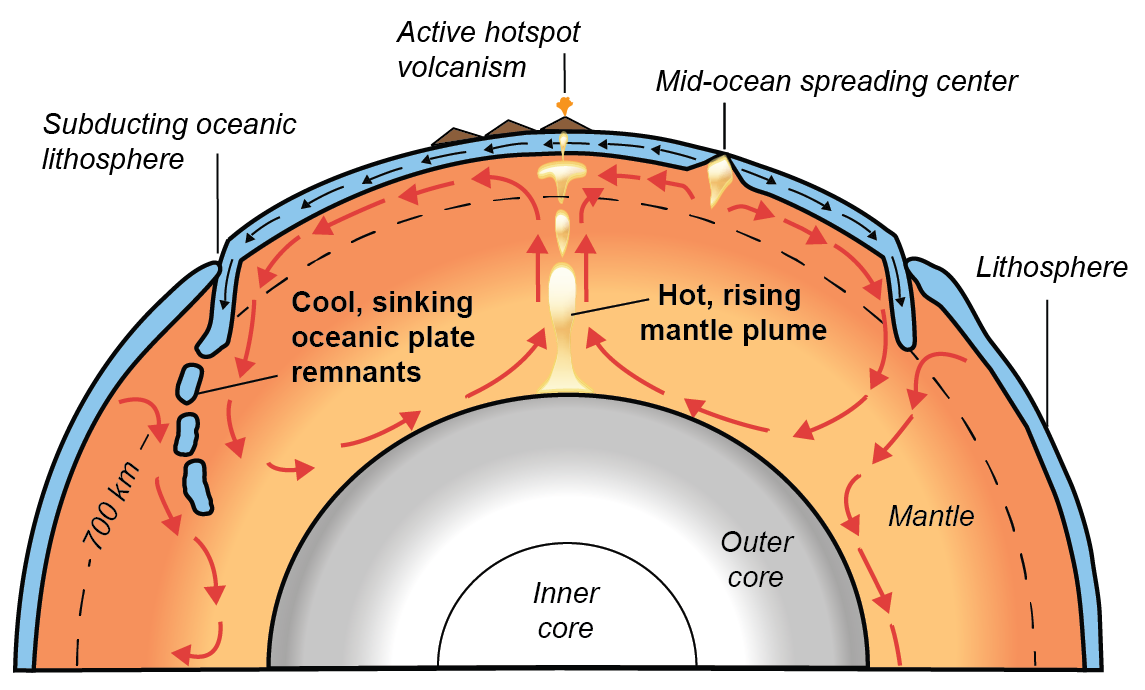 Active hotspot
volcanism
Mid-ocean spreading center
Subducting oceanic
lithosphere
Lithosphere
Cool, sinking
oceanic plate
remnants
Hot, rising
mantle plume
700 km
Mantle
Outer
core
Inner
core